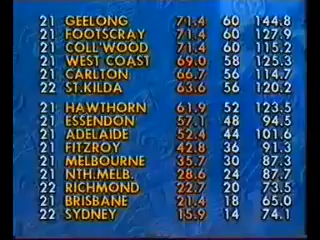 21 GEELONG 71.4 60 144.8
21 FOOTSCRAY 71.4 60 127.9
21 COLL'WOOD 71.4 60 115.2
21 WEST COAST 69.0 58 125.3
21 CARLTON 66.7 56 114.7
22 ST.KILDA 63.6 56 120.2
21 HAWTHORN 61.9 52 123.5
21 ESSENDON 57.1 48 94.5
21 ADELAIDE 52.4 44 101.6
21 FITZROY 42.8 36 91.3
21 MELBOURNE 35.7 30 87.3
21 NTH.MELB. 28.6 24 87.7
22 RICHMOND 22.7 20 73.5
21 BRISBANE 21.4 18 65.0
22 SYDNEY 15.9 14 74.1